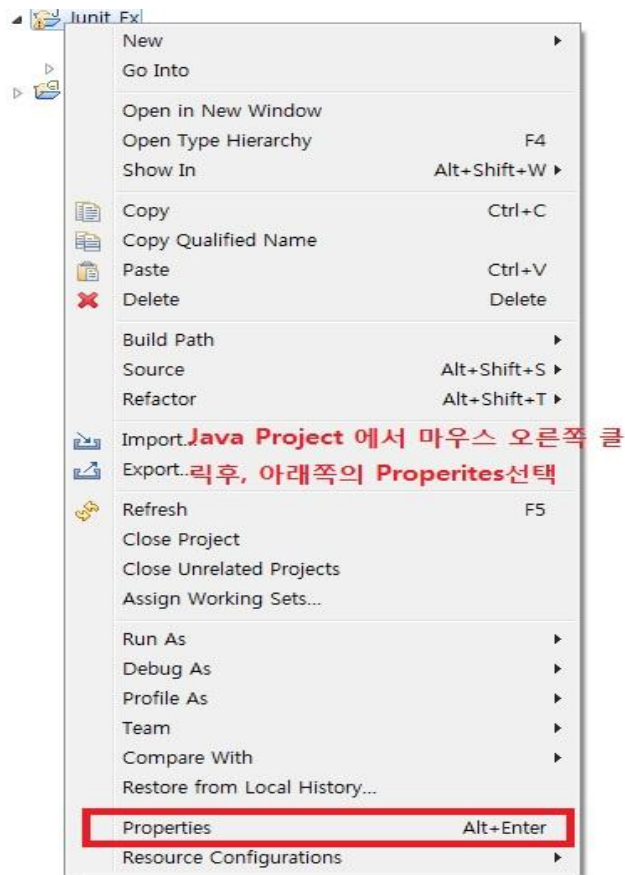 Junit_Ex
New
Go Into
Open in New Window
Open Type Hierarchy F4
Show In Alt+Shift+W
Copy Ctrl+C
Copy Qualified Name
Paste Ctrl+V
Delete Delete
Build Path
Source Alt+Shift+S
Refactor Alt+Shift+T
Import... Java Project 에서 마우스 오른쪽 클
Export... 릭후, 아래쪽의 Properites선택
Refresh F5
Close Project
Close Unrelated Projects
Assign Working Sets...
Run As
Debug As
Profile As
Team
Compare With
Restore from Local History...
Properties Alt+Enter
Resource Configurations